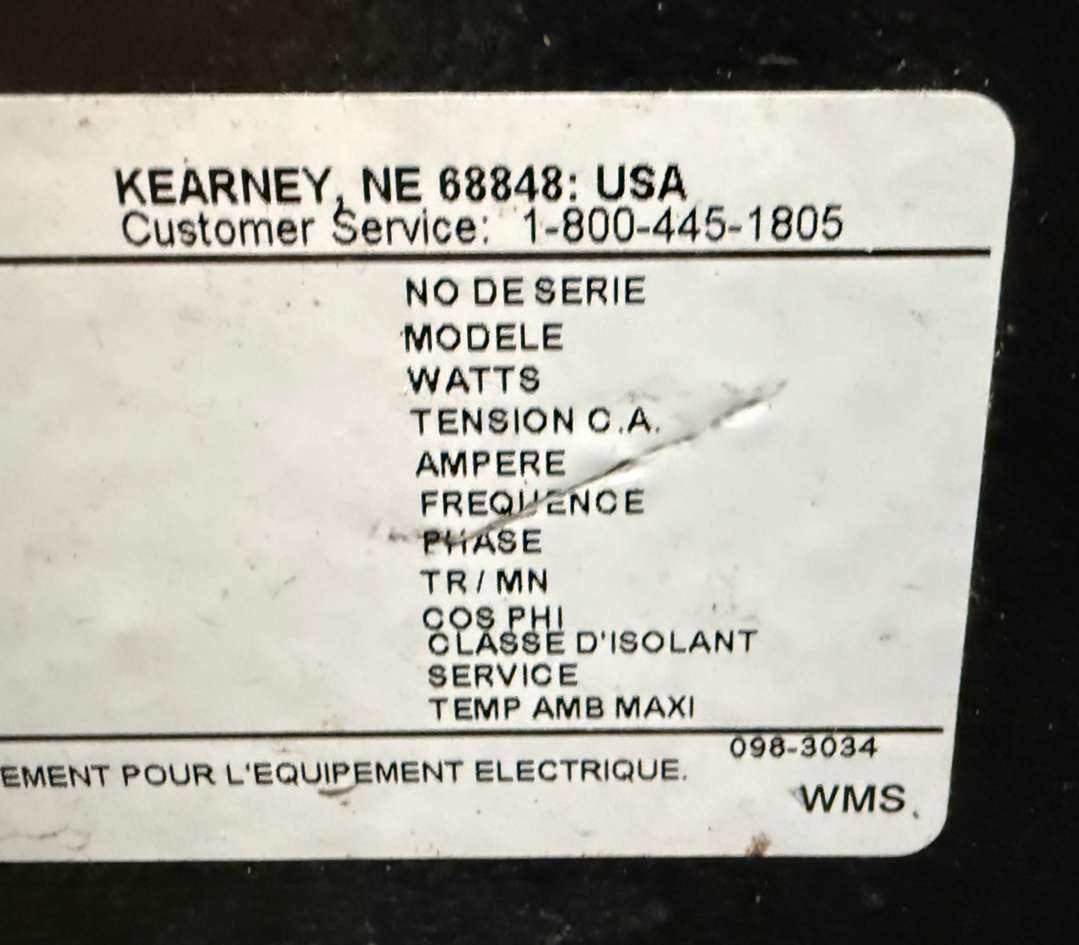 KEARNEY, NE 68848: USA
Customer Service: 1-800-445-1805
NO DE SERIE
MODELE
WATTS
TENSION C.A.
AMPERE
FREQUENCE
PHASE
TR/MN
COS PHI
CLASSE D'ISOLANT
SERVICE
TEMP AMB MAXI
098-3034
EMENT POUR L'EQUIPEMENT ELECTRIQUE.
WMS